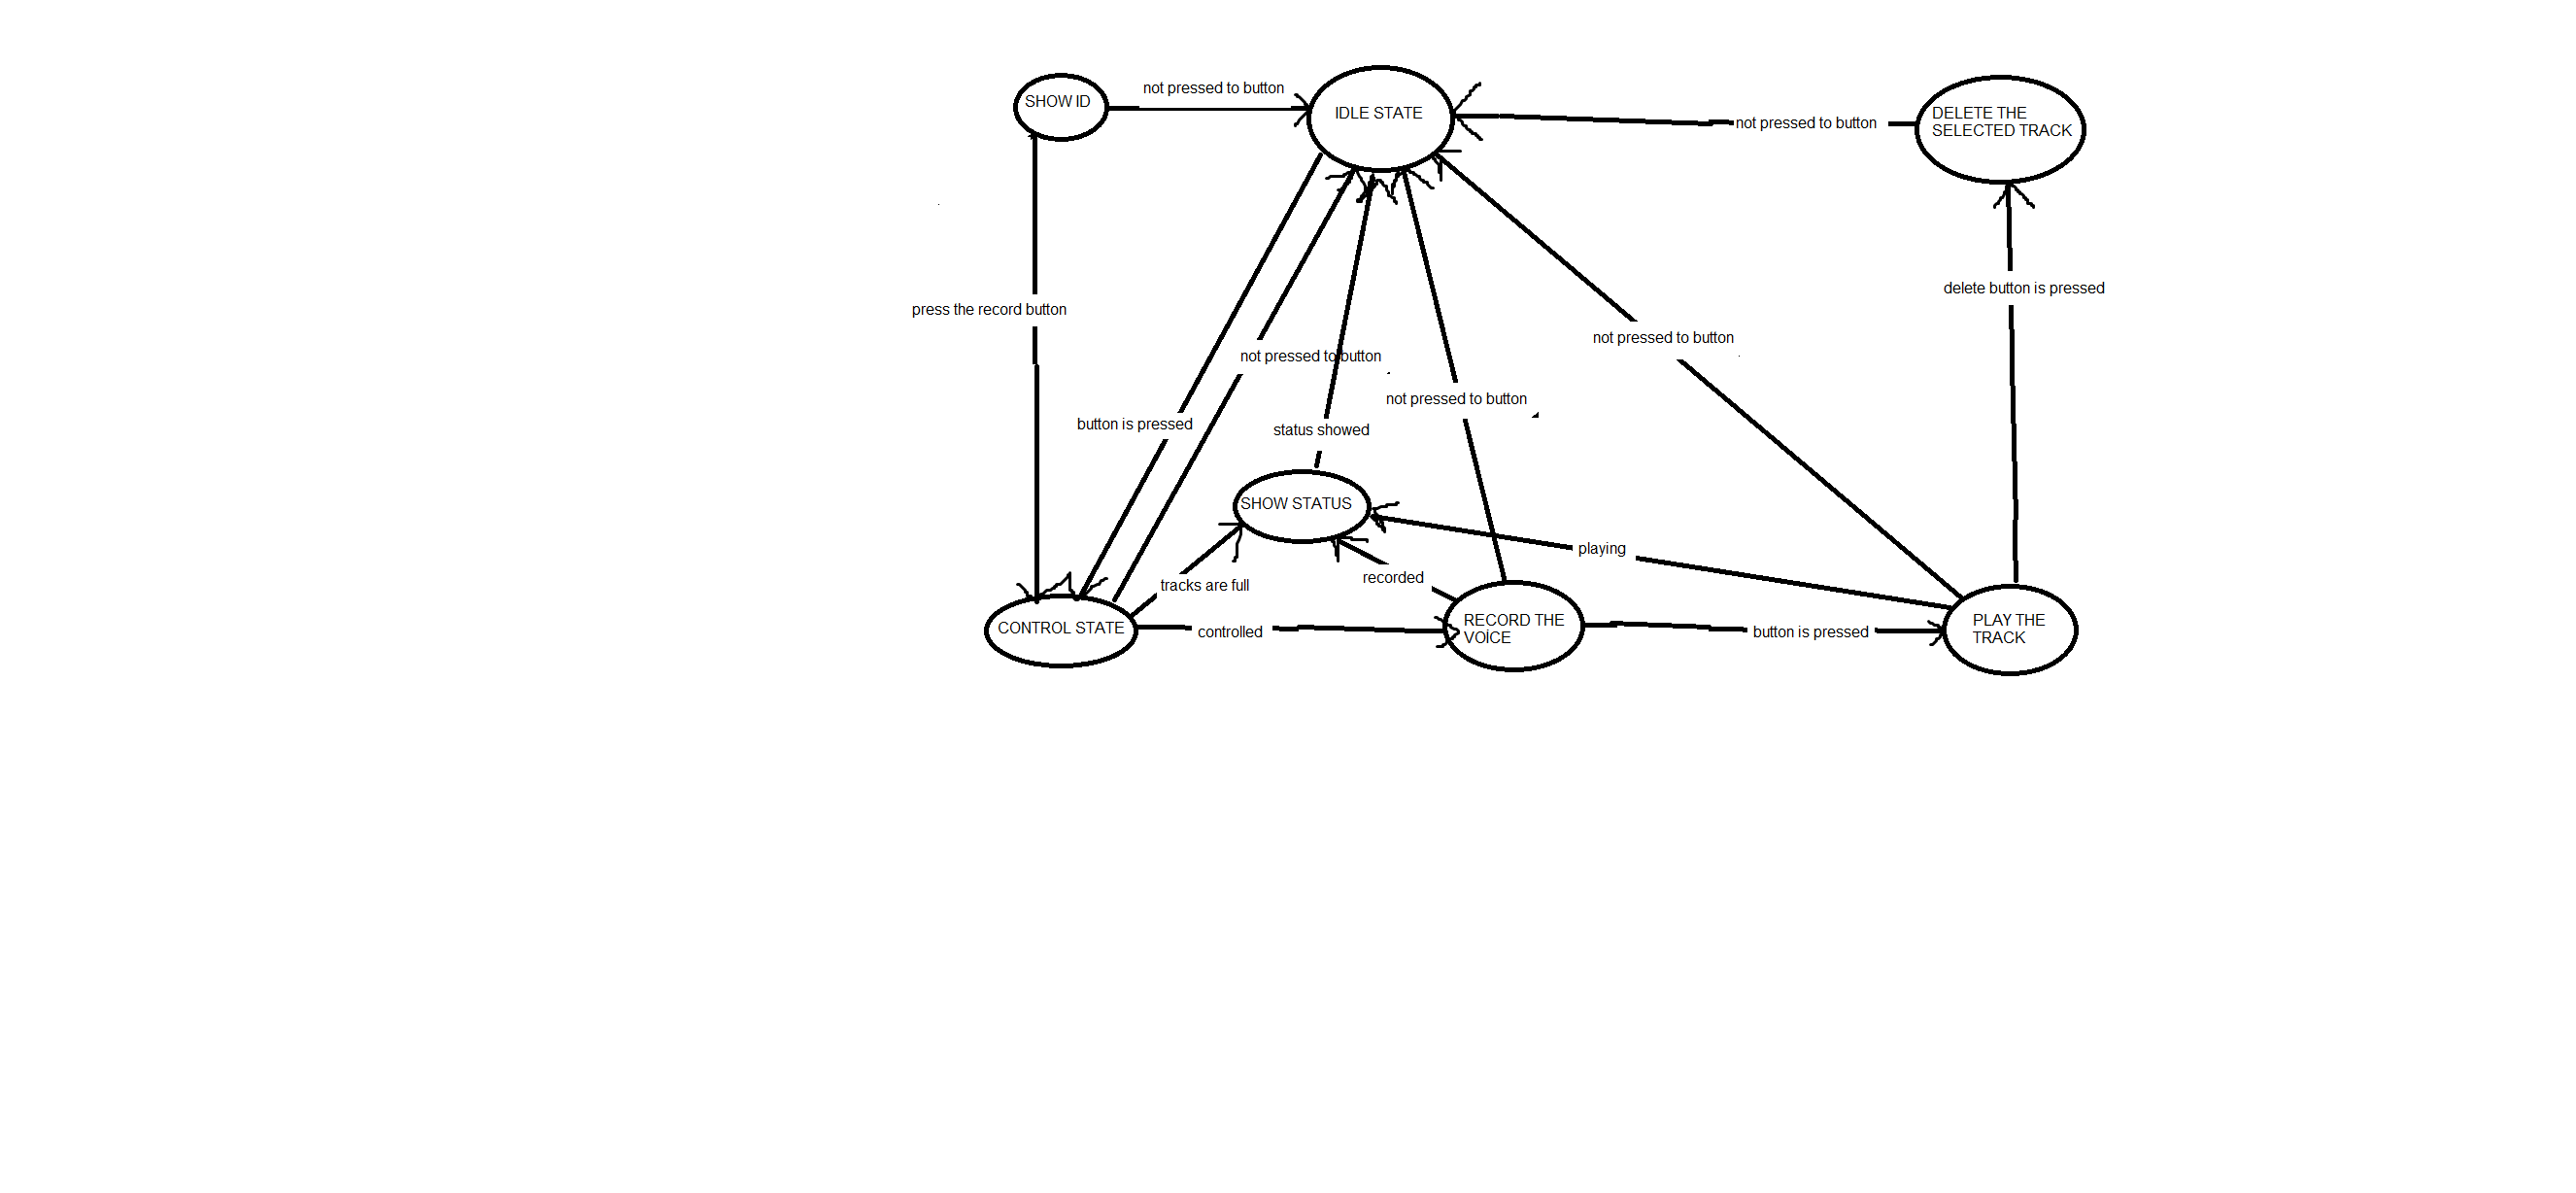 SHOW ID
not pressed to button
IDLE STATE
not pressed to button
DELETE THE
SELECTED TRACK
press the record button
delete button is pressed
not pressed to button
not pressed to button
not pressed to button
button is pressed
status showed
SHOW STATUS
playing
recorded
tracks are full
CONTROL STATE
controlled
RECORD THE
VOİCE
button is pressed
PLAY THE
TRACK